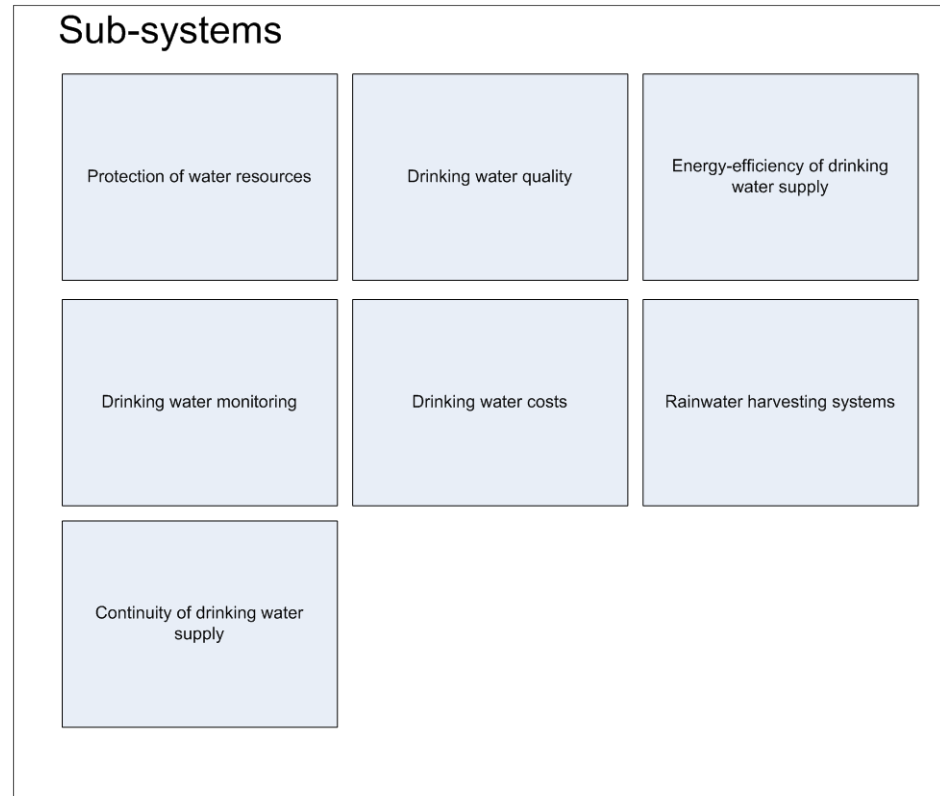 Sub-systems
Protection of water resources
Drinking water quality
Energy-efficiency of drinking
water supply
Drinking water monitoring
Drinking water costs
Rainwater harvesting systems
Continuity of drinking water
supply